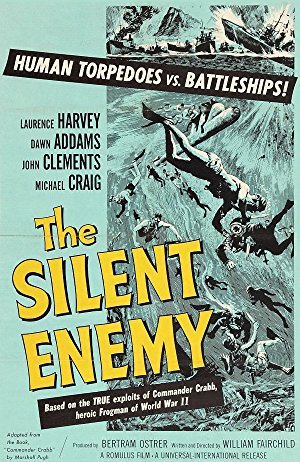 HUMAN TORPEDOES vs. BATTLESHIPS!
LAURENCE HARVEY
DAWN ADDAMS
JOHN CLEMENTS
MICHAEL CRAIG
The
SILENT
ENEMY
Based on the TRUE exploits of Commander Crabb,
heroic Frogman of World War II
Adapted from
the Book,
"Commander Crabb"
by Marshall Pugh
Produced by BERTRAM OSTRER Written and Directed by WILLIAM FAIRCHILD
A ROMULUS FILM · A UNIVERSAL-INTERNATIONAL RELEASE